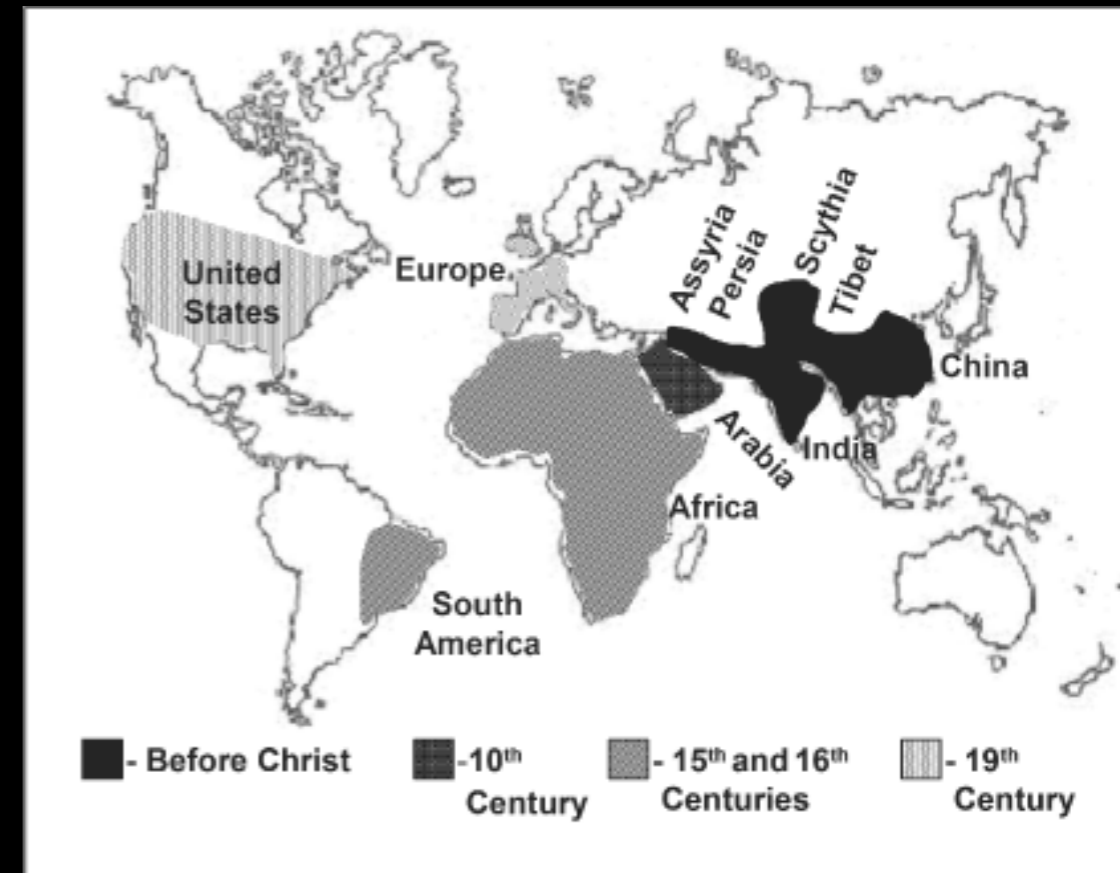 United
States
Europe
Assyria
Persia
Scythia
Tibet
China
India
Arabia
Africa
South
America
- Before Christ
-10th
Century
- 15th and 16th
Centuries
- 19th
Century